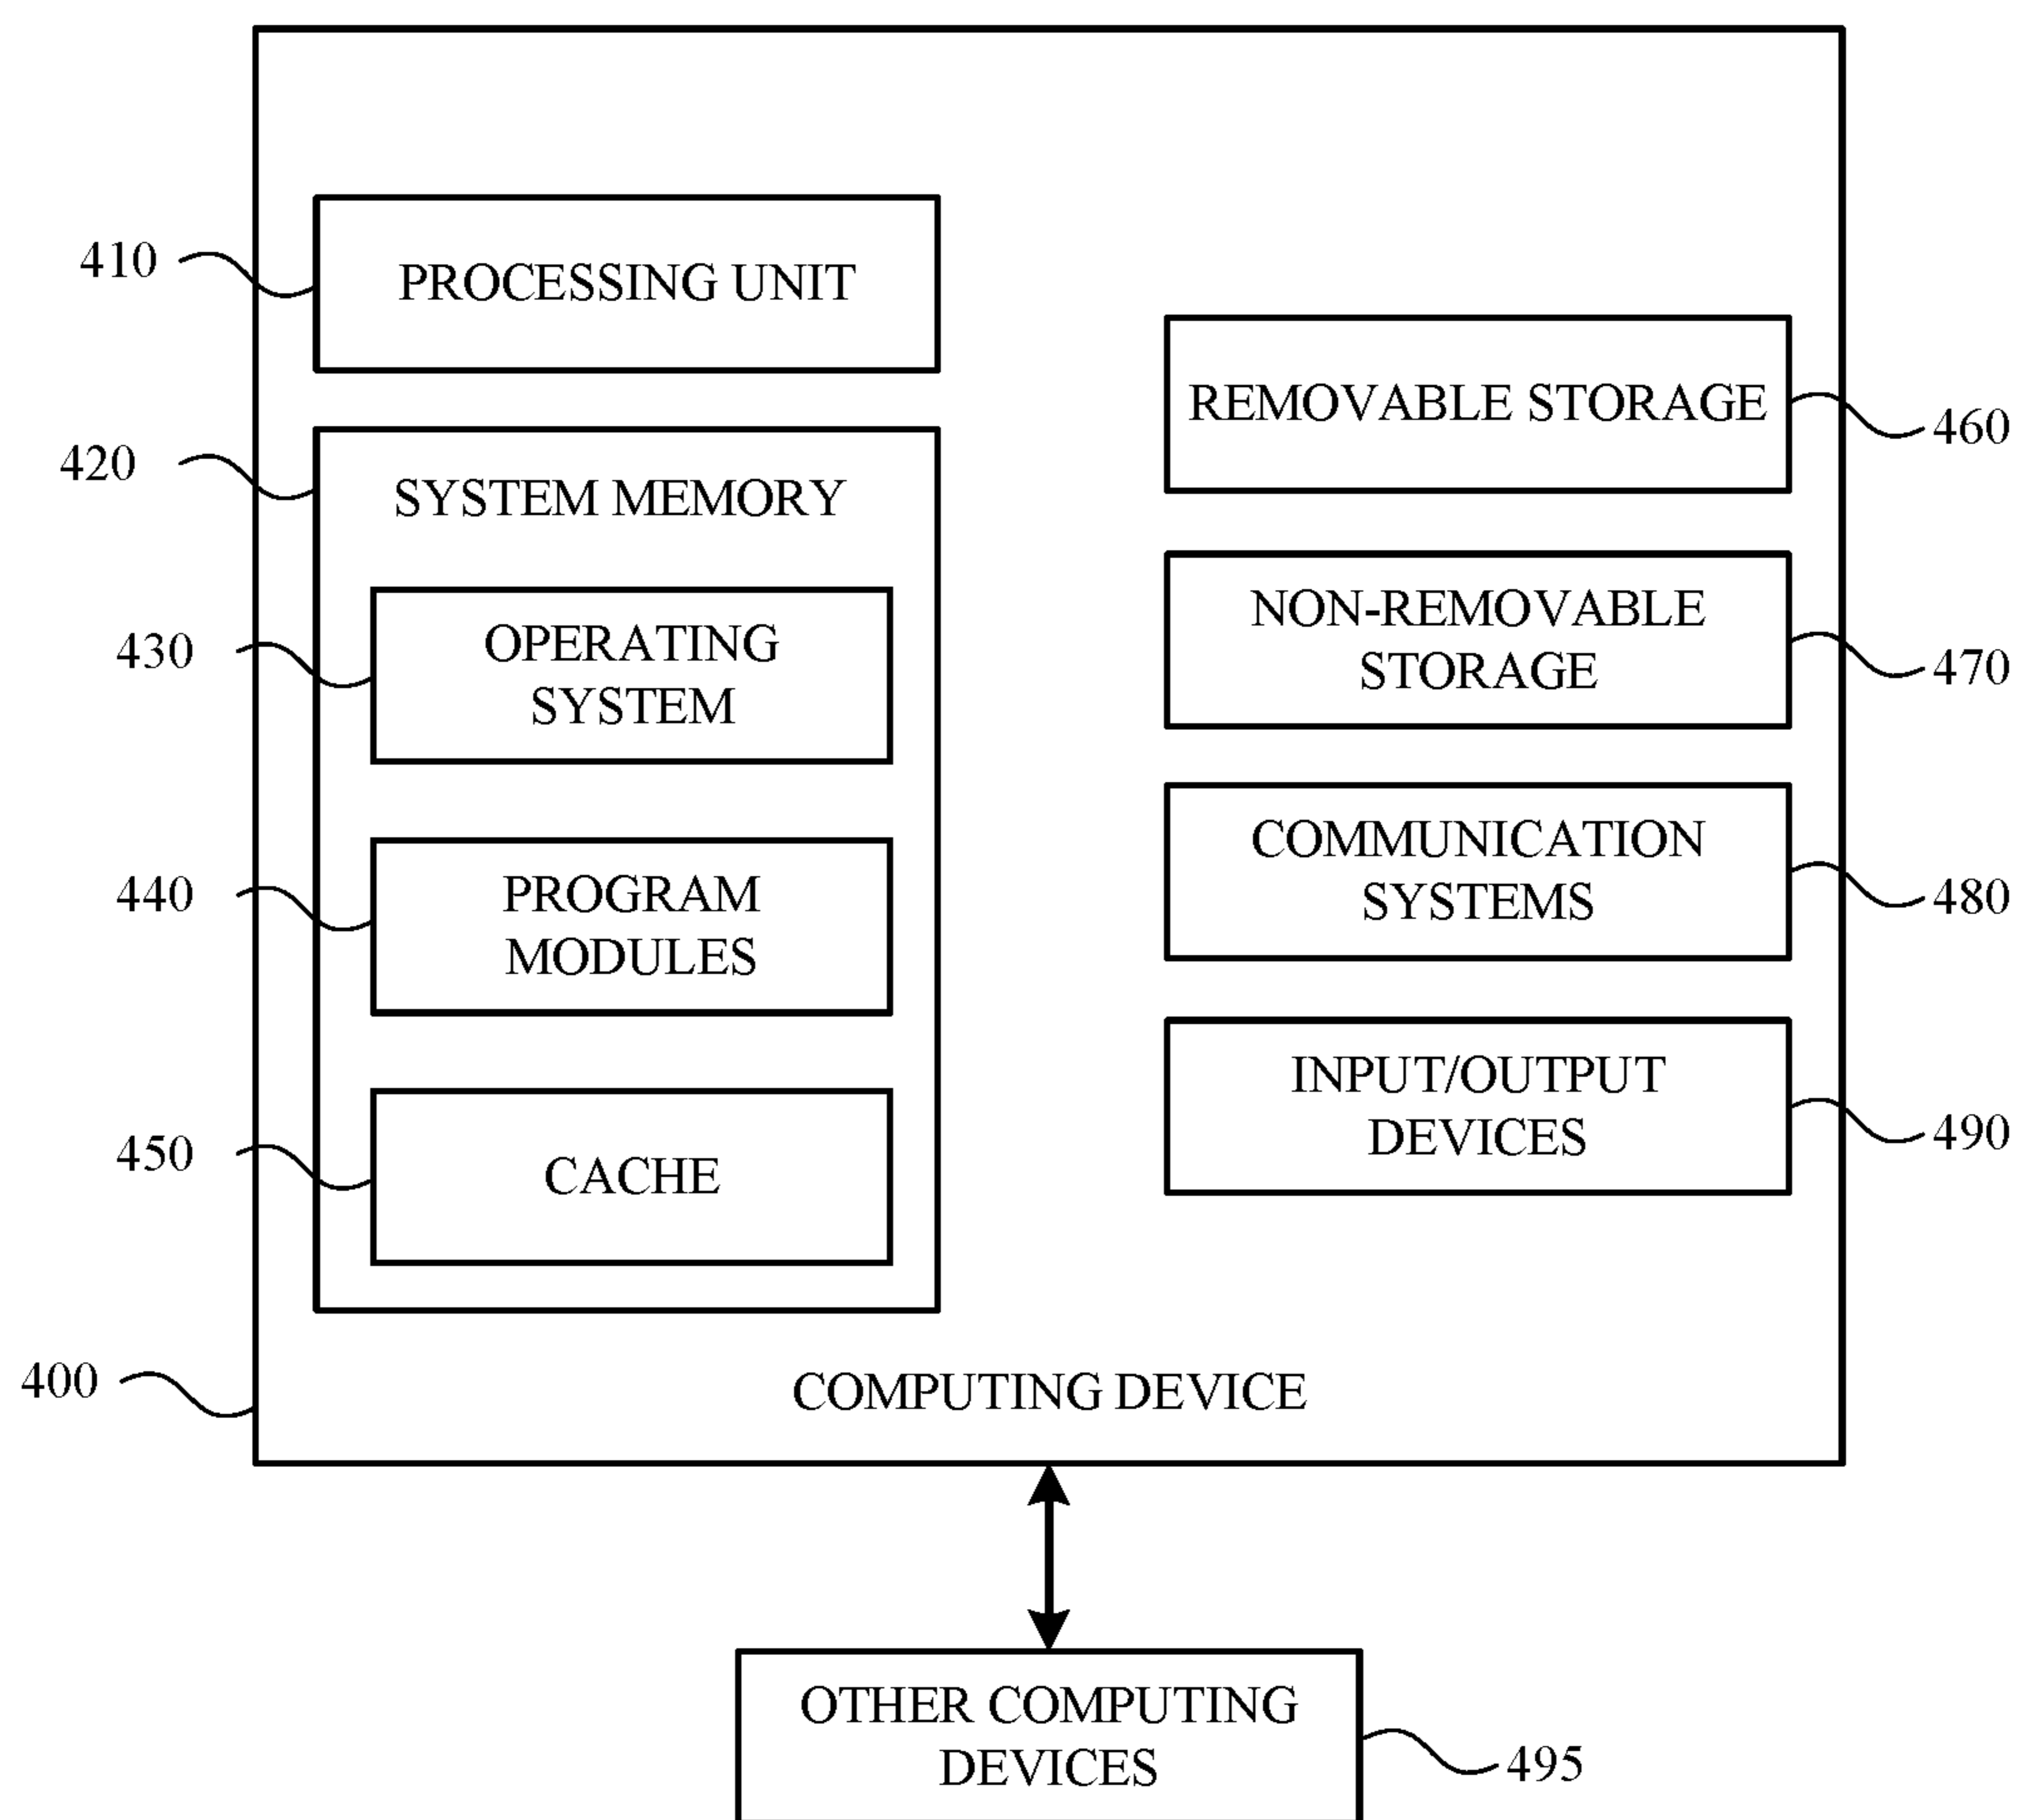 410
PROCESSING UNIT
420
SYSTEM MEMORY
430
OPERATING
SYSTEM
440
PROGRAM
MODULES
450
CACHE
REMOVABLE STORAGE
460
NON-REMOVABLE
STORAGE
470
COMMUNICATION
SYSTEMS
480
INPUT/OUTPUT
DEVICES
490
400
COMPUTING DEVICE
OTHER COMPUTING
DEVICES
495